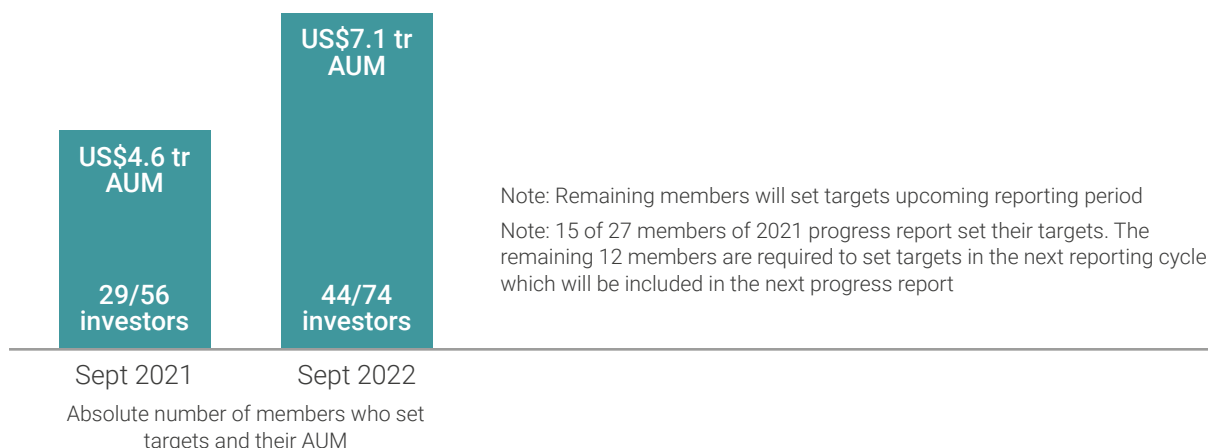 US$4.6 tr
AUM
29/56
investors
US$7.1 tr
AUM
44/74
investors
Note: Remaining members will set targets upcoming reporting period
Note: 15 of 27 members of 2021 progress report set their targets. The
remaining 12 members are required to set targets in the next reporting cycle
which will be included in the next progress report
Sept 2021
Sept 2022
Absolute number of members who set
targets and their AUM